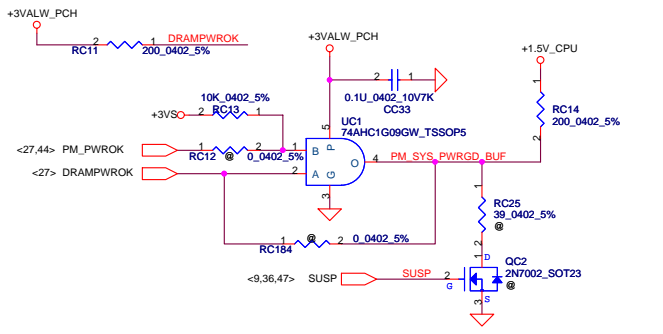 +3VALW_PCH
2 RC11 1 DRAMPWROK
200_0402_5%
+3VALW_PCH
+1.5V_CPU
2 1
0.1U_0402_10V7K
CC33
10K_0402_5%
+3VS 2 RC13 1
UC1
74AHC1G09GW_TSSOP5
1
RC14
200_0402_5%
2
<27,44> PM_PWROK 1 2 1
RC12 @ 0_0402_5%
<27> DRAMPWROK 2
5
B P
A G
O
4 PM_SYS_PWRGD_BUF
3
1
RC25
39_0402_5%
@
2
1 @ 2 0_0402_5%
RC184
<9,36,47> SUSP SUSP 2
G
1 D
QC2
2N7002_SOT23
@
3 S